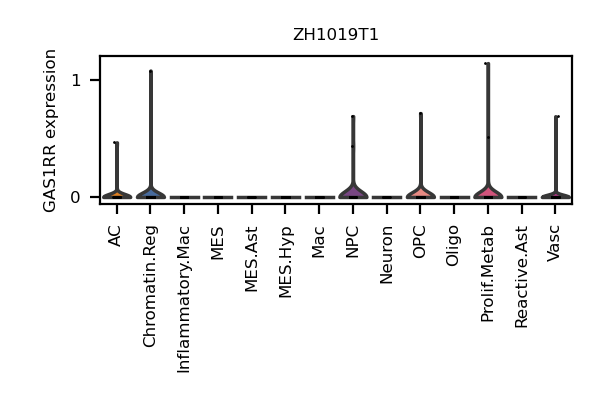 ZH1019T1
GAS1RR expression
1
0
AC
Chromatin.Reg
Inflammatory.Mac
MES
MES.Ast
MES.Hyp
Mac
NPC
Neuron
OPC
Oligo
Prolif.Metab
Reactive.Ast
Vasc